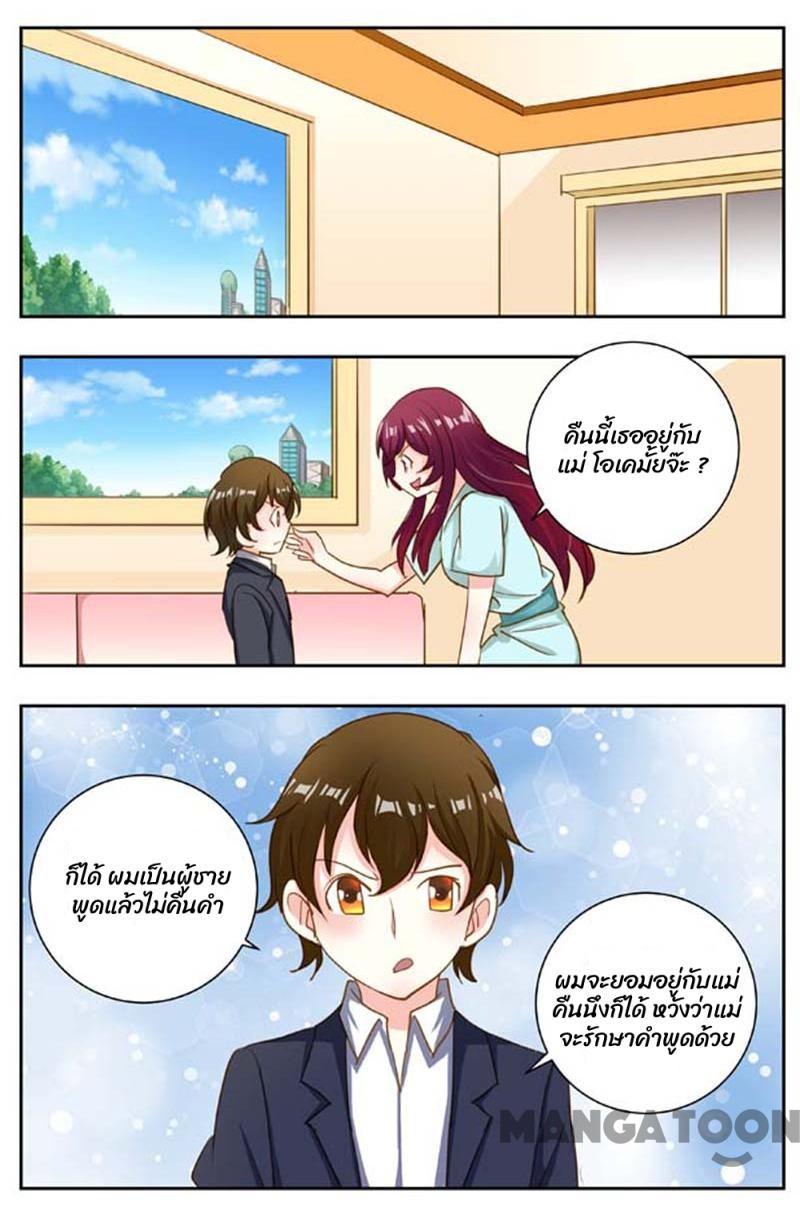 คืนนี้เธออยู่กับ
แม่ โอเคมั้ยจ๊ะ ?
ก็ได้ ผมเป็นผู้ชาย
พูดแล้วไม่คืนคำ
ผมจะยอมอยู่กับแม่
คืนนึงก็ได้ หวังว่าแม่
จะรักษาคำพูดด้วย
MANGATOON